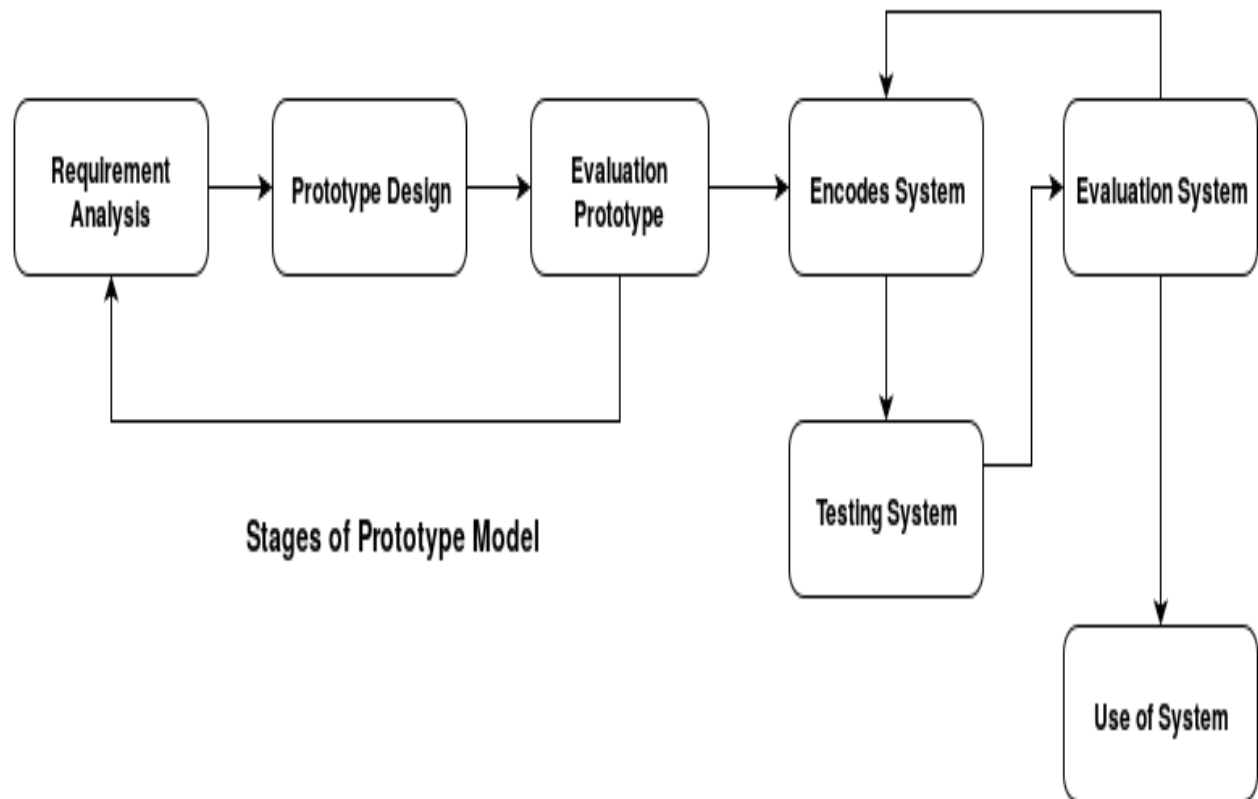 Requirement
Analysis
Prototype Design
Evaluation
Prototype
Encodes System
Evaluation System
Testing System
Stages of Prototype Model
Use of System